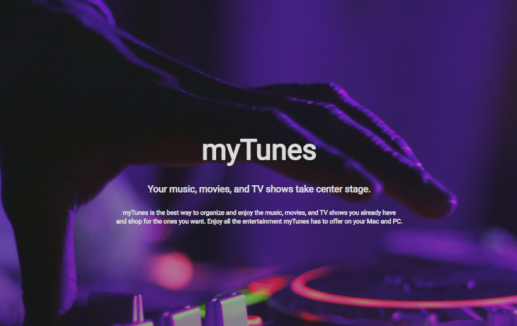 myTunes
Your music, movies, and TV shows take center stage.
myTunes is the best way to organize and enjoy the music, movies, and TV shows you already have
and shop for the ones you want. Enjoy all the entertainment myTunes has to offer on your Mac and PC.